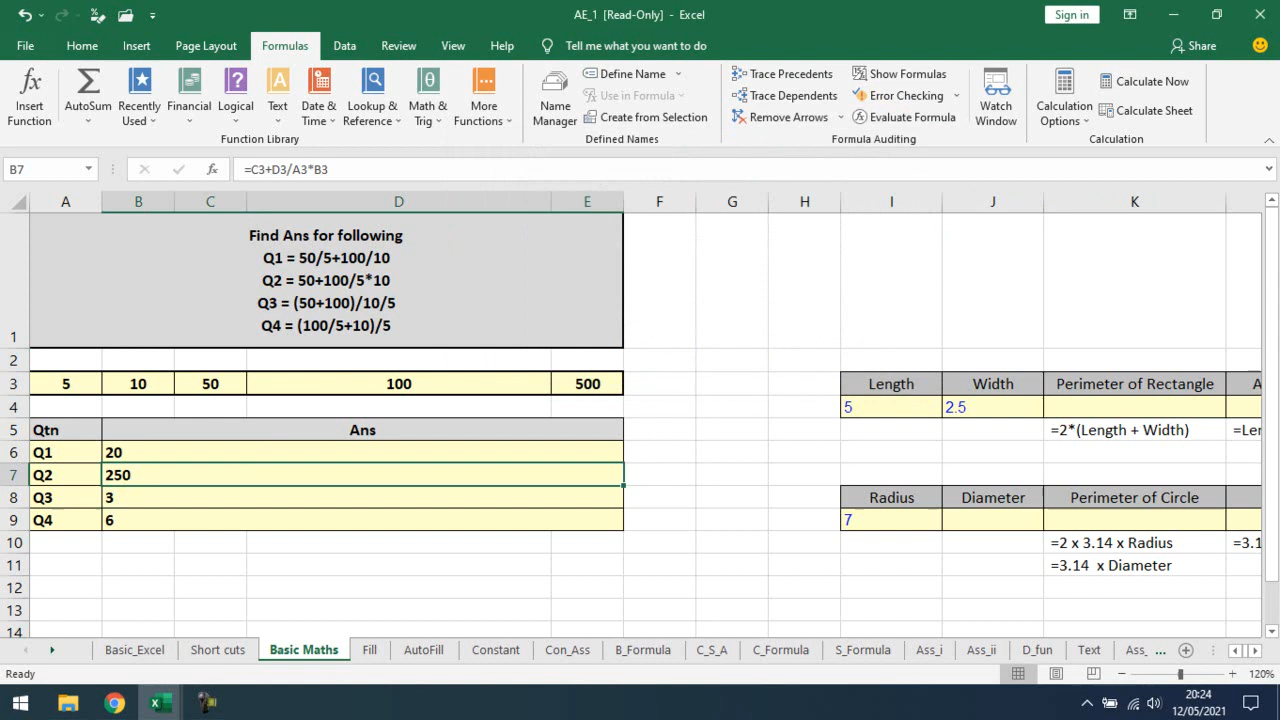 AE_1 [Read-Only] - Excel
Sign in
File Home Insert Page Layout Formulas Data Review View Help Tell me what you want to do Share
Insert Function
AutoSum
Recently Used
Financial
Logical
Text
Date & Time
Lookup & Reference
Math & Trig
More Functions
Function Library
Name Manager
Define Name
Use in Formula
Create from Selection
Defined Names
Trace Precedents
Trace Dependents
Remove Arrows
Show Formulas
Error Checking
Evaluate Formula
Formula Auditing
Watch Window
Calculation Options
Calculate Now
Calculate Sheet
Calculation
B7 fx =C3+D3/A3*B3
A B C D E F G H I J K
1
Find Ans for following
Q1 = 50/5+100/10
Q2 = 50+100/5*10
Q3 = (50+100)/10/5
Q4 = (100/5+10)/5
2
3 5 10 50 100 500 Length Width Perimeter of Rectangle A
4 5 2.5
5 Qtn Ans =2*(Length + Width) =Ler
6 Q1 20
7 Q2 250
8 Q3 3 Radius Diameter Perimeter of Circle
9 Q4 6 7
10 =2 x 3.14 x Radius =3.1
11 =3.14 x Diameter
12
13
14
Basic_Excel Short cuts Basic Maths Fill AutoFill Constant Con_Ass B_Formula C_S_A C_Formula S_Formula Ass_i Ass_ii D_fun Text Ass_ ...
Ready 120%
20:24
12/05/2021